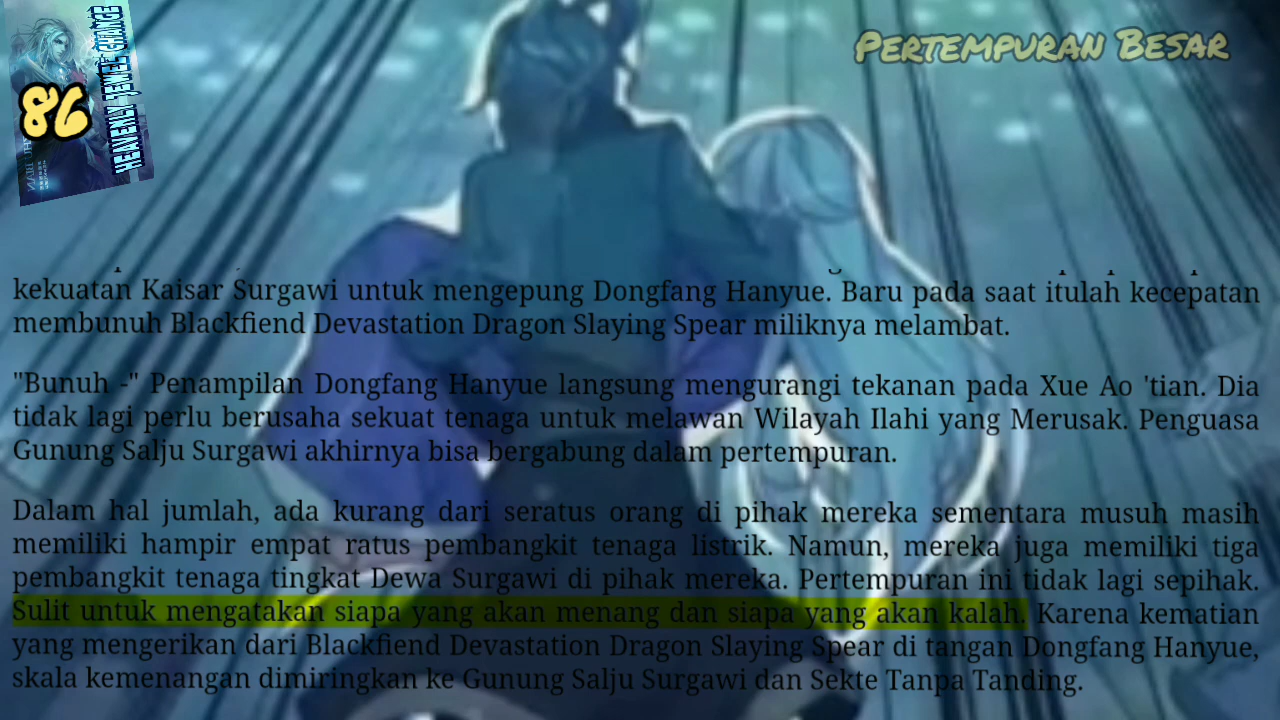 Pertempuran Besar
86
HEAVENLY JEWEL CHANGE
kekuatan Kaisar Surgawi untuk mengepung Dongfang Hanyue. Baru pada saat itulah kecepatan
membunuh Blackfiend Devastation Dragon Slaying Spear miliknya melambat.
"Bunuh -" Penampilan Dongfang Hanyue langsung mengurangi tekanan pada Xue Ao 'tian. Dia
tidak lagi perlu berusaha sekuat tenaga untuk melawan Wilayah Ilahi yang Merusak. Penguasa
Gunung Salju Surgawi akhirnya bisa bergabung dalam pertempuran.
Dalam hal jumlah, ada kurang dari seratus orang di pihak mereka sementara musuh masih
memiliki hampir empat ratus pembangkit tenaga listrik. Namun, mereka juga memiliki tiga
pembangkit tenaga tingkat Dewa Surgawi di pihak mereka. Pertempuran ini tidak lagi sepihak.
Sulit untuk mengatakan siapa yang akan menang dan siapa yang akan kalah. Karena kematian
yang mengerikan dari Blackfiend Devastation Dragon Slaying Spear di tangan Dongfang Hanyue,
skala kemenangan dimiringkan ke Gunung Salju Surgawi dan Sekte Tanpa Tanding.